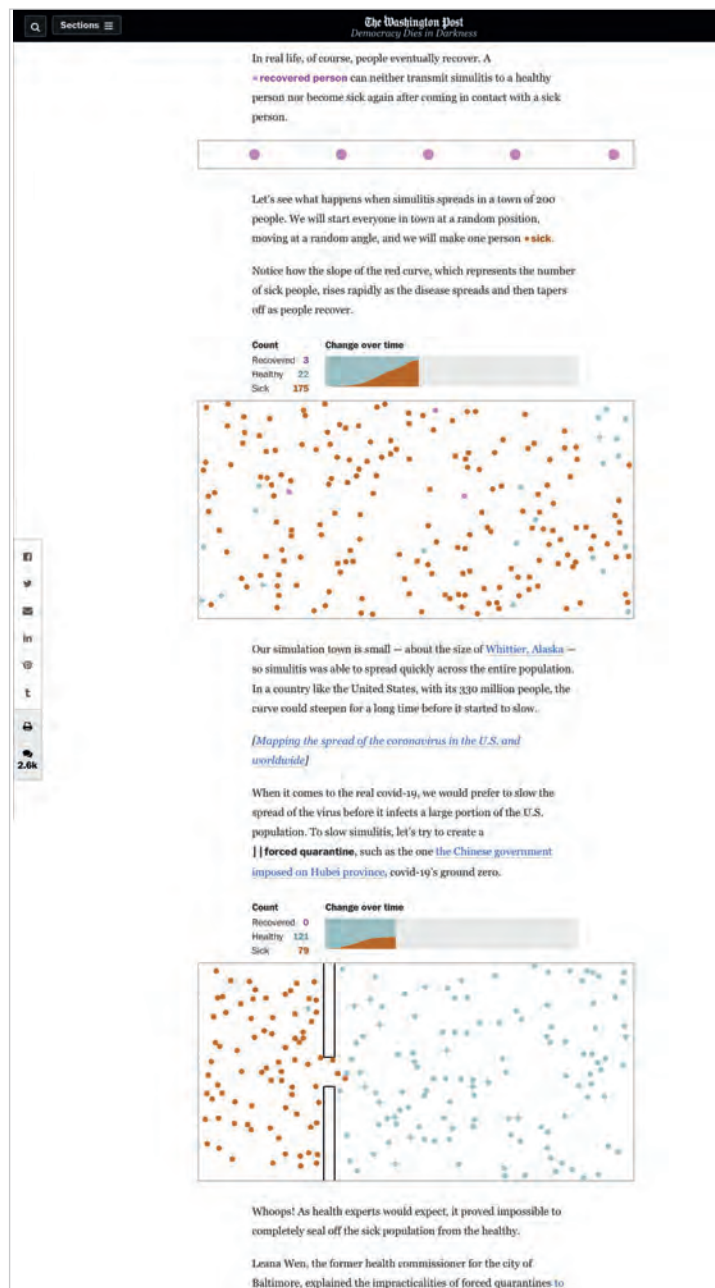 Sections
The Washington Post
Democracy Dies in Darkness
In real life, of course, people eventually recover. A
recovered person can neither transmit simulitis to a healthy
person nor become sick again after coming in contact with a sick
person.
Let's see what happens when simulitis spreads in a town of 200
people. We will start everyone in town at a random position,
moving at a random angle, and we will make one person sick.
Notice how the slope of the red curve, which represents the number
of sick people, rises rapidly as the disease spreads and then tapers
off as people recover.
Count Change over time
Recovered 3
Healthy 22
Sick 175
Our simulation town is small — about the size of Whittier, Alaska —
so simulitis was able to spread quickly across the entire population.
In a country like the United States, with its 330 million people, the
curve could steepen for a long time before it started to slow.
[Mapping the spread of the coronavirus in the U.S. and
worldwide]
in
t
2.6k
When it comes to the real covid-19, we would prefer to slow the
spread of the virus before it infects a large portion of the U.S.
population. To slow simulitis, let's try to create a
forced quarantine, such as the one the Chinese government
imposed on Hubei province, covid-19's ground zero.
Count Change over time
Recovered 0
Healthy 121
Sick 79
Whoops! As health experts would expect, it proved impossible to
completely seal off the sick population from the healthy.
Leana Wen, the former health commissioner for the city of
Baltimore, explained the impracticalities of forced quarantines to